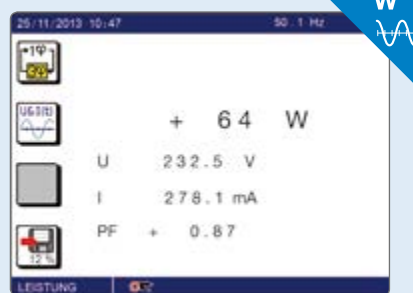 W
25/11/2013 10:47 50.1 Hz
+ 64 W
U 232.5 V
I 278.1 mA
PF + 0.87
12 %
LEISTUNG